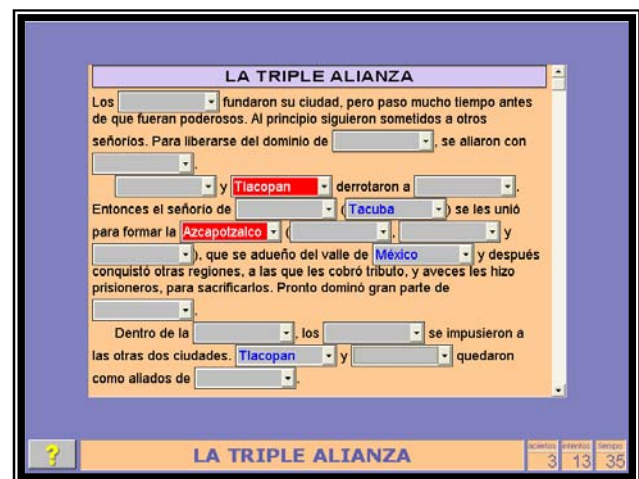 LA TRIPLE ALIANZA
Los fundaron su ciudad, pero paso mucho tiempo antes
de que fueran poderosos. Al principio siguieron sometidos a otros
señoríos. Para liberarse del dominio de , se aliaron con
.
y Tlacopan derrotaron a .
Entonces el señorío de ( Tacuba ) se les unió
para formar la Azcapotzalco ( , y
), que se adueño del valle de México y después
conquistó otras regiones, a las que les cobró tributo, y aveces les hizo
prisioneros, para sacrificarlos. Pronto dominó gran parte de
.
Dentro de la , los se impusieron a
las otras dos ciudades. Tlacopan y quedaron
como aliados de .
? LA TRIPLE ALIANZA aciertos intentos tiempo
3 13 35